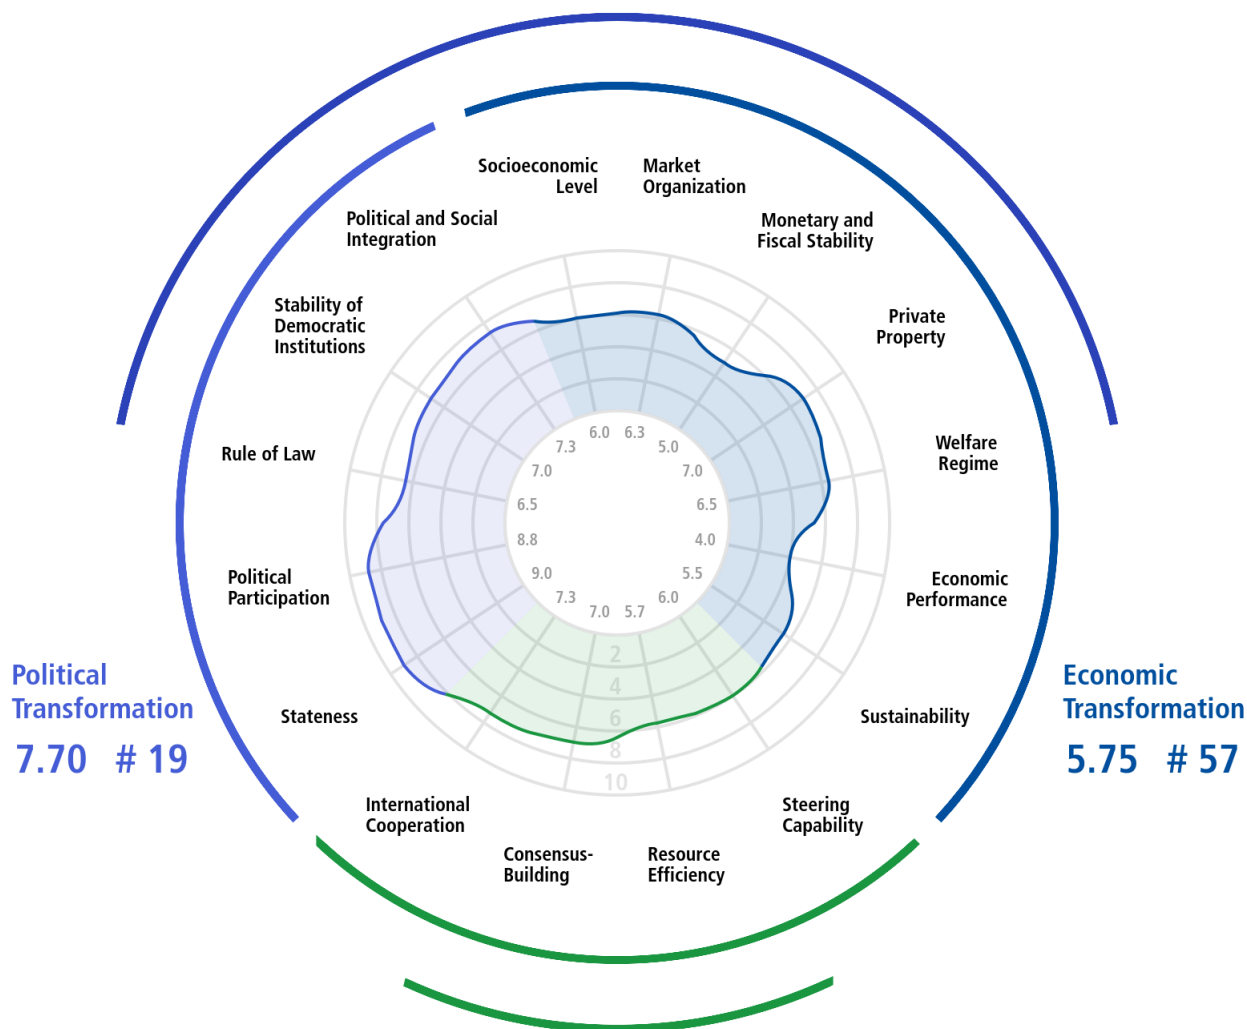 Socioeconomic
Level
Market
Organization
Political and Social
Integration
Monetary and
Fiscal Stability
Stability of
Democratic
Institutions
Private
Property
Rule of Law
Welfare
Regime
Political
Participation
Economic
Performance
Stateness
Sustainability
International
Cooperation
Steering
Capability
Consensus-
Building
Resource
Efficiency
6.0
6.3
7.3
5.0
7.0
7.0
6.5
6.5
8.8
4.0
9.0
5.5
7.3
6.0
7.0
5.7
2
4
6
8
10
Political
Transformation
7.70 # 19
Economic
Transformation
5.75 # 57